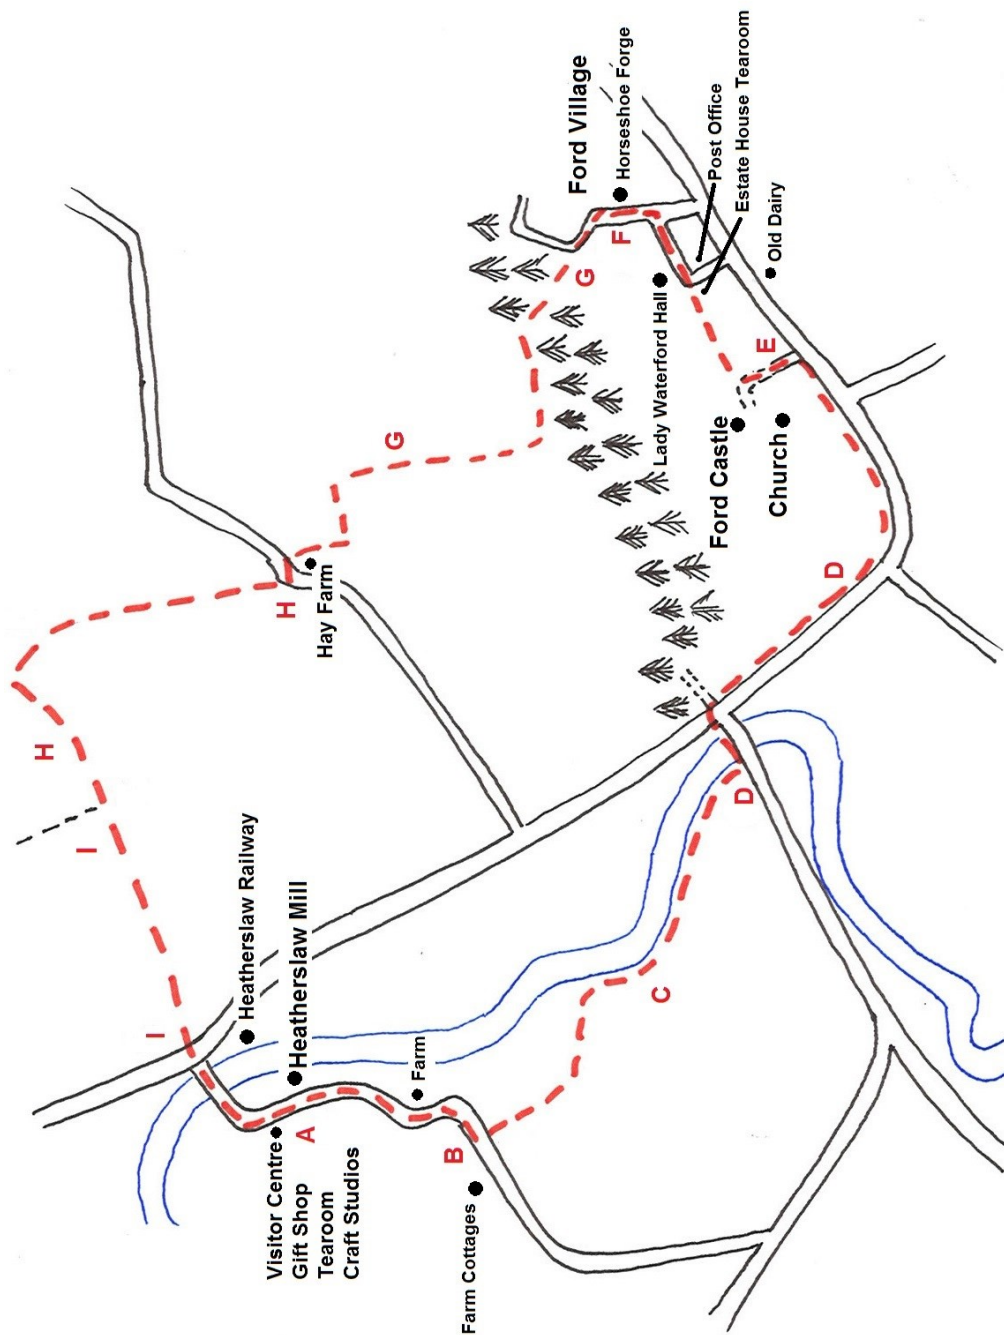 Ford Village
Horseshoe Forge
Post Office
Estate House Tearoom
Old Dairy
Lady Waterford Hall
Ford Castle
Church
Hay Farm
Heatherslaw Railway
Heatherslaw Mill
Farm
Visitor Centre
Gift Shop
Tearoom
Craft Studios
Farm Cottages
A
B
C
D
D
E
F
G
G
H
H
I
I